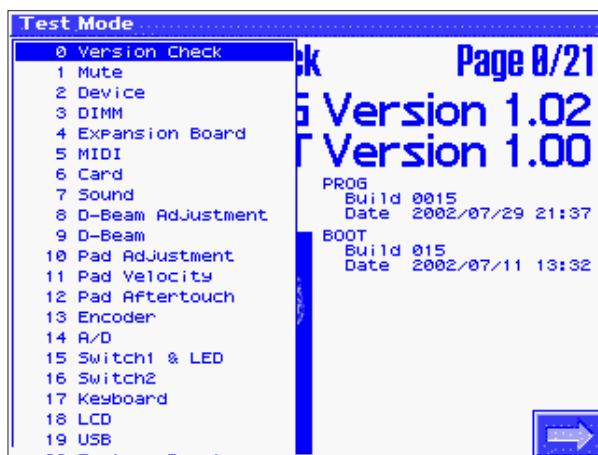 Test Mode
0 Version Check
1 Mute
2 Device
3 DIMM
4 Expansion Board
5 MIDI
6 Card
7 Sound
8 D-Beam Adjustment
9 D-Beam
10 Pad Adjustment
11 Pad Velocity
12 Pad Aftertouch
13 Encoder
14 A/D
15 Switch1 & LED
16 Switch2
17 Keyboard
18 LCD
19 USB
Page 0/21
Version 1.02
Version 1.00
PROG
Build 0015
Date 2002/07/29 21:37
BOOT
Build 015
Date 2002/07/11 13:32